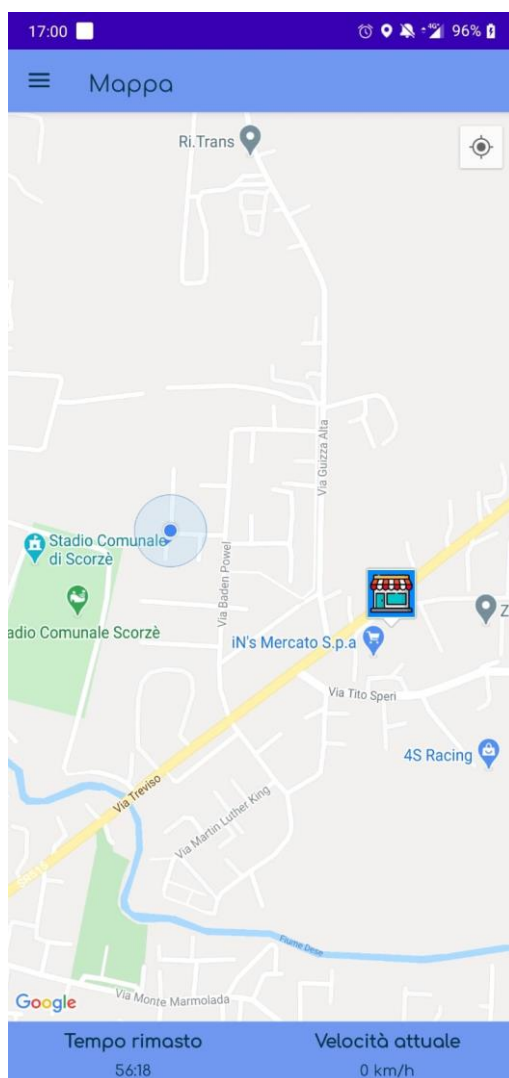 17:00
4G
96%
Mappa
Ri.Trans
Via Guizza Alta
Stadio Comunale
di Scorzè
Via Baden Powel
adio Comunale Scorzè
Z
iN's Mercato S.p.a
Via Tito Speri
4S Racing
Via Treviso
Via Martin Luther King
Fiume Dese
Google
Via Monte Marmolada
Tempo rimasto
Velocità attuale
56:18
0 km/h